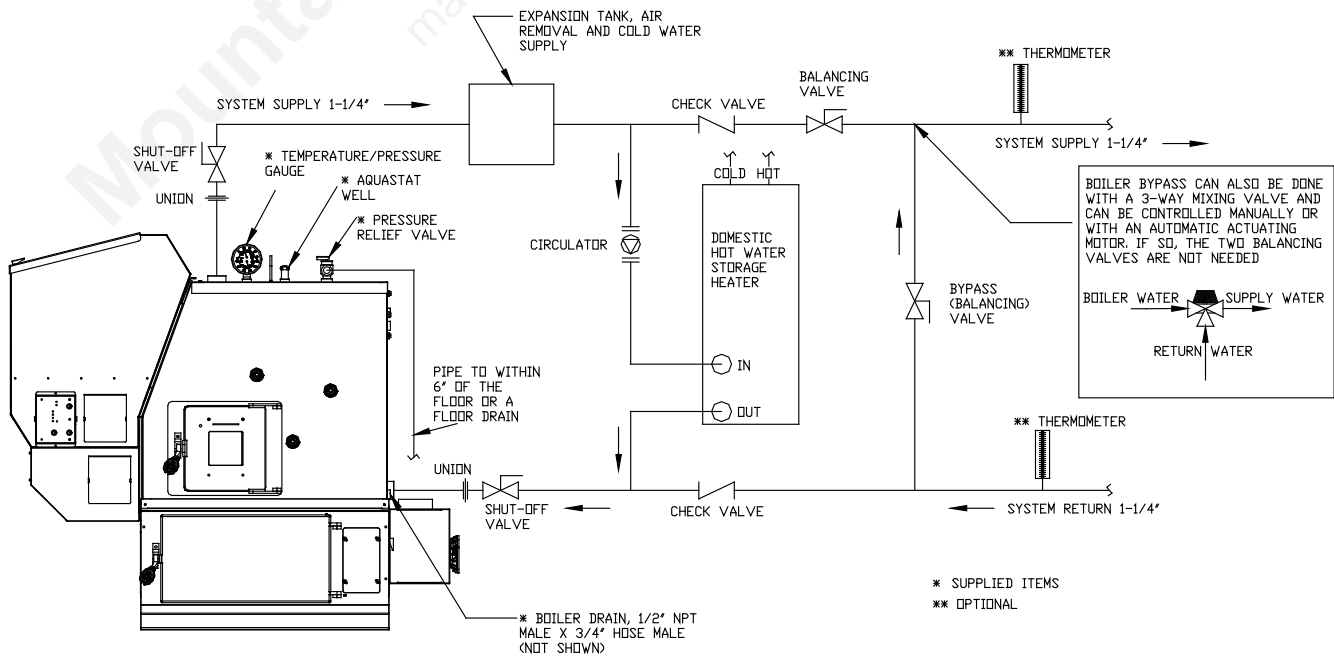 Mounta
ma
EXPANSION TANK, AIR
REMOVAL AND COLD WATER
SUPPLY
** THERMOMETER
BALANCING
VALVE
CHECK VALVE
SYSTEM SUPPLY 1-1/4"
SYSTEM SUPPLY 1-1/4"
SHUT-OFF
VALVE
* TEMPERATURE/PRESSURE
GAUGE
* AQUASTAT
WELL
UNION
* PRESSURE
RELIEF VALVE
COLD HOT
CIRCULATOR
DOMESTIC
HOT WATER
STORAGE
HEATER
BOILER BYPASS CAN ALSO BE DONE
WITH A 3-WAY MIXING VALVE AND
CAN BE CONTROLLED MANUALLY OR
WITH AN AUTOMATIC ACTUATING
MOTOR. IF SO, THE TWO BALANCING
VALVES ARE NOT NEEDED
BOILER WATER
SUPPLY WATER
RETURN WATER
BYPASS
(BALANCING)
VALVE
IN
OUT
PIPE TO WITHIN
6" OF THE
FLOOR OR A
FLOOR DRAIN
** THERMOMETER
UNION
SHUT-OFF
VALVE
CHECK VALVE
SYSTEM RETURN 1-1/4"
* SUPPLIED ITEMS
** OPTIONAL
* BOILER DRAIN, 1/2" NPT
MALE X 3/4" HOSE MALE
(NOT SHOWN)